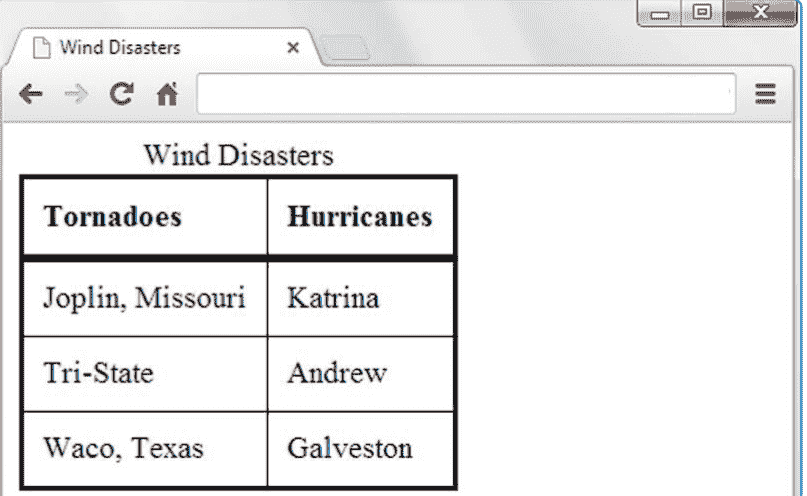 Wind Disasters
Wind Disasters
Tornadoes Hurricanes
Joplin, Missouri Katrina
Tri-State Andrew
Waco, Texas Galveston